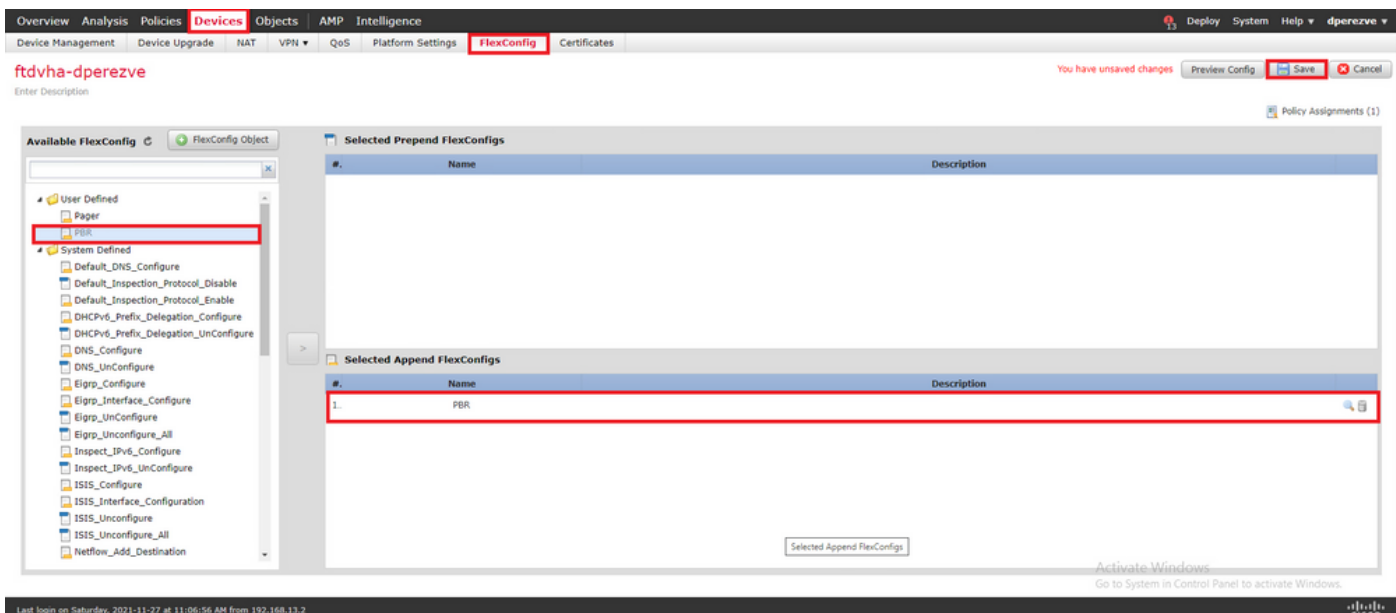 Overview Analysis Policies Devices Objects AMP Intelligence Deploy System Help dperezve
13
Device Management Device Upgrade NAT VPN QoS Platform Settings FlexConfig Certificates
ftdvha-dperezve
You have unsaved changes Preview Config Save Cancel
Enter Description
Policy Assignments (1)
Available FlexConfig FlexConfig Object
Selected Prepend FlexConfigs
#. Name Description
User Defined
Pager
PBR
System Defined
Default_DNS_Configure
Default_Inspection_Protocol_Disable
Default_Inspection_Protocol_Enable
DHCPv6_Prefix_Delegation_Configure
DHCPv6_Prefix_Delegation_UnConfigure
DNS_Configure
DNS_UnConfigure
Eigrp_Configure
Eigrp_Interface_Configure
Eigrp_UnConfigure
Eigrp_Unconfigure_All
Inspect_IPv6_Configure
Inspect_IPv6_UnConfigure
ISIS_Configure
ISIS_Interface_Configuration
ISIS_Unconfigure
ISIS_Unconfigure_All
Netflow_Add_Destination
>
Selected Append FlexConfigs
#. Name Description
1.. PBR
Selected Append FlexConfigs
Activate Windows
Go to System in Control Panel to activate Windows.
Last login on Saturday, 2021-11-27 at 11:06:56 AM from 192.168.13.2
cisco